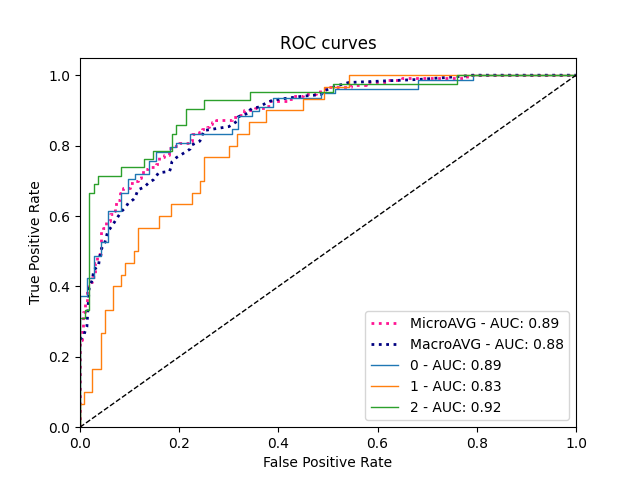 ROC curves
True Positive Rate
1.0
0.8
0.6
0.4
0.2
0.0
MicroAVG - AUC: 0.89
MacroAVG - AUC: 0.88
0 - AUC: 0.89
1 - AUC: 0.83
2 - AUC: 0.92
0.0 0.2 0.4 0.6 0.8 1.0
False Positive Rate